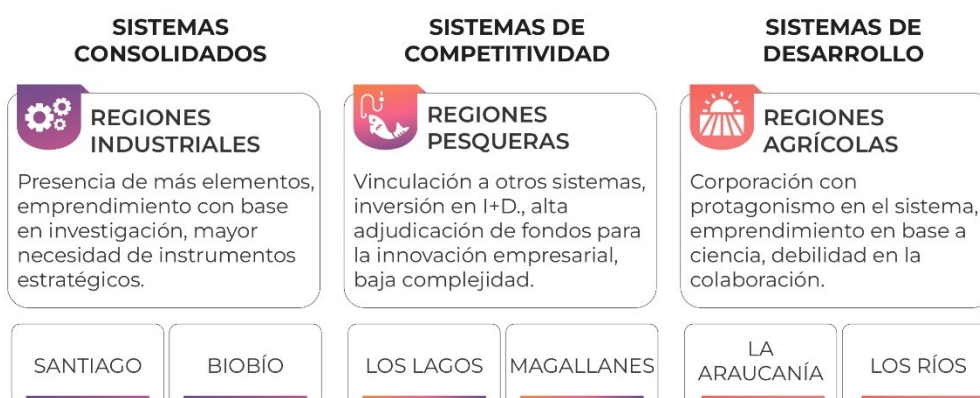 SISTEMAS
CONSOLIDADOS
REGIONES
INDUSTRIALES
Presencia de más elementos,
emprendimiento con base
en investigación, mayor
necesidad de instrumentos
estratégicos.
SANTIAGO
BIOBÍO
SISTEMAS DE
COMPETITIVIDAD
REGIONES
PESQUERAS
Vinculación a otros sistemas,
inversión en I+D., alta
adjudicación de fondos para
la innovación empresarial,
baja complejidad.
LOS LAGOS
MAGALLANES
SISTEMAS DE
DESARROLLO
REGIONES
AGRÍCOLAS
Corporación con
protagonismo en el sistema,
emprendimiento en base a
ciencia, debilidad en la
colaboración.
LA
ARAUCANÍA
LOS RÍOS